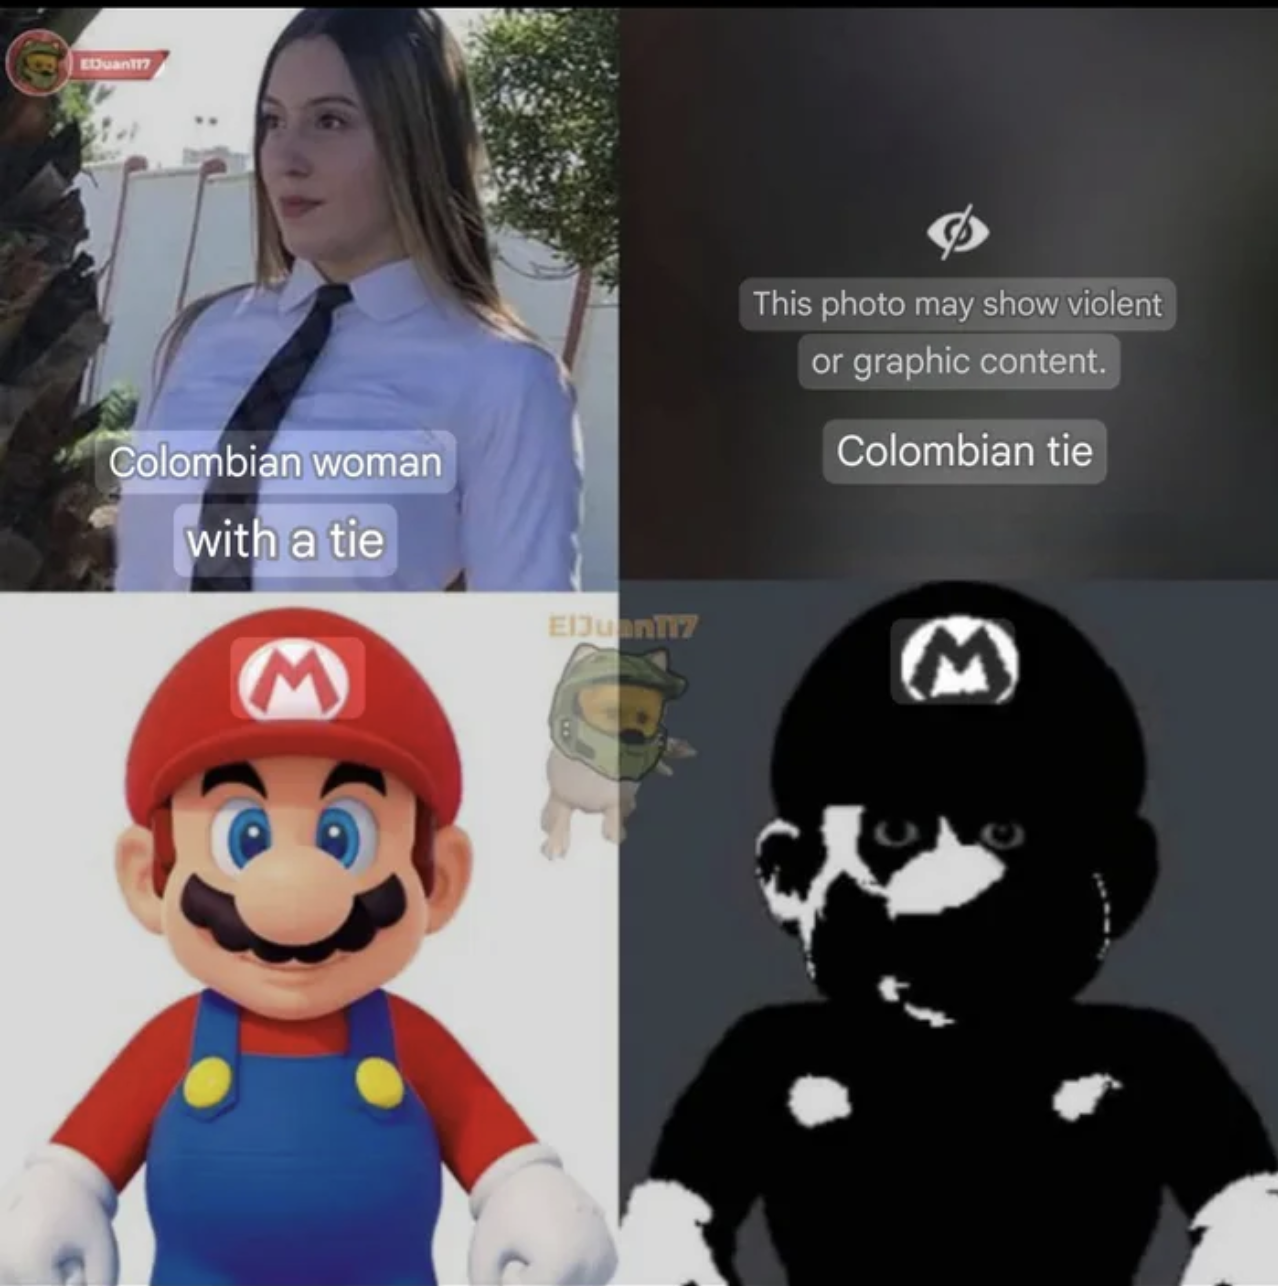 ElJuan117
Colombian woman
with a tie
This photo may show violent
or graphic content.
Colombian tie
ElJuan117
M
M